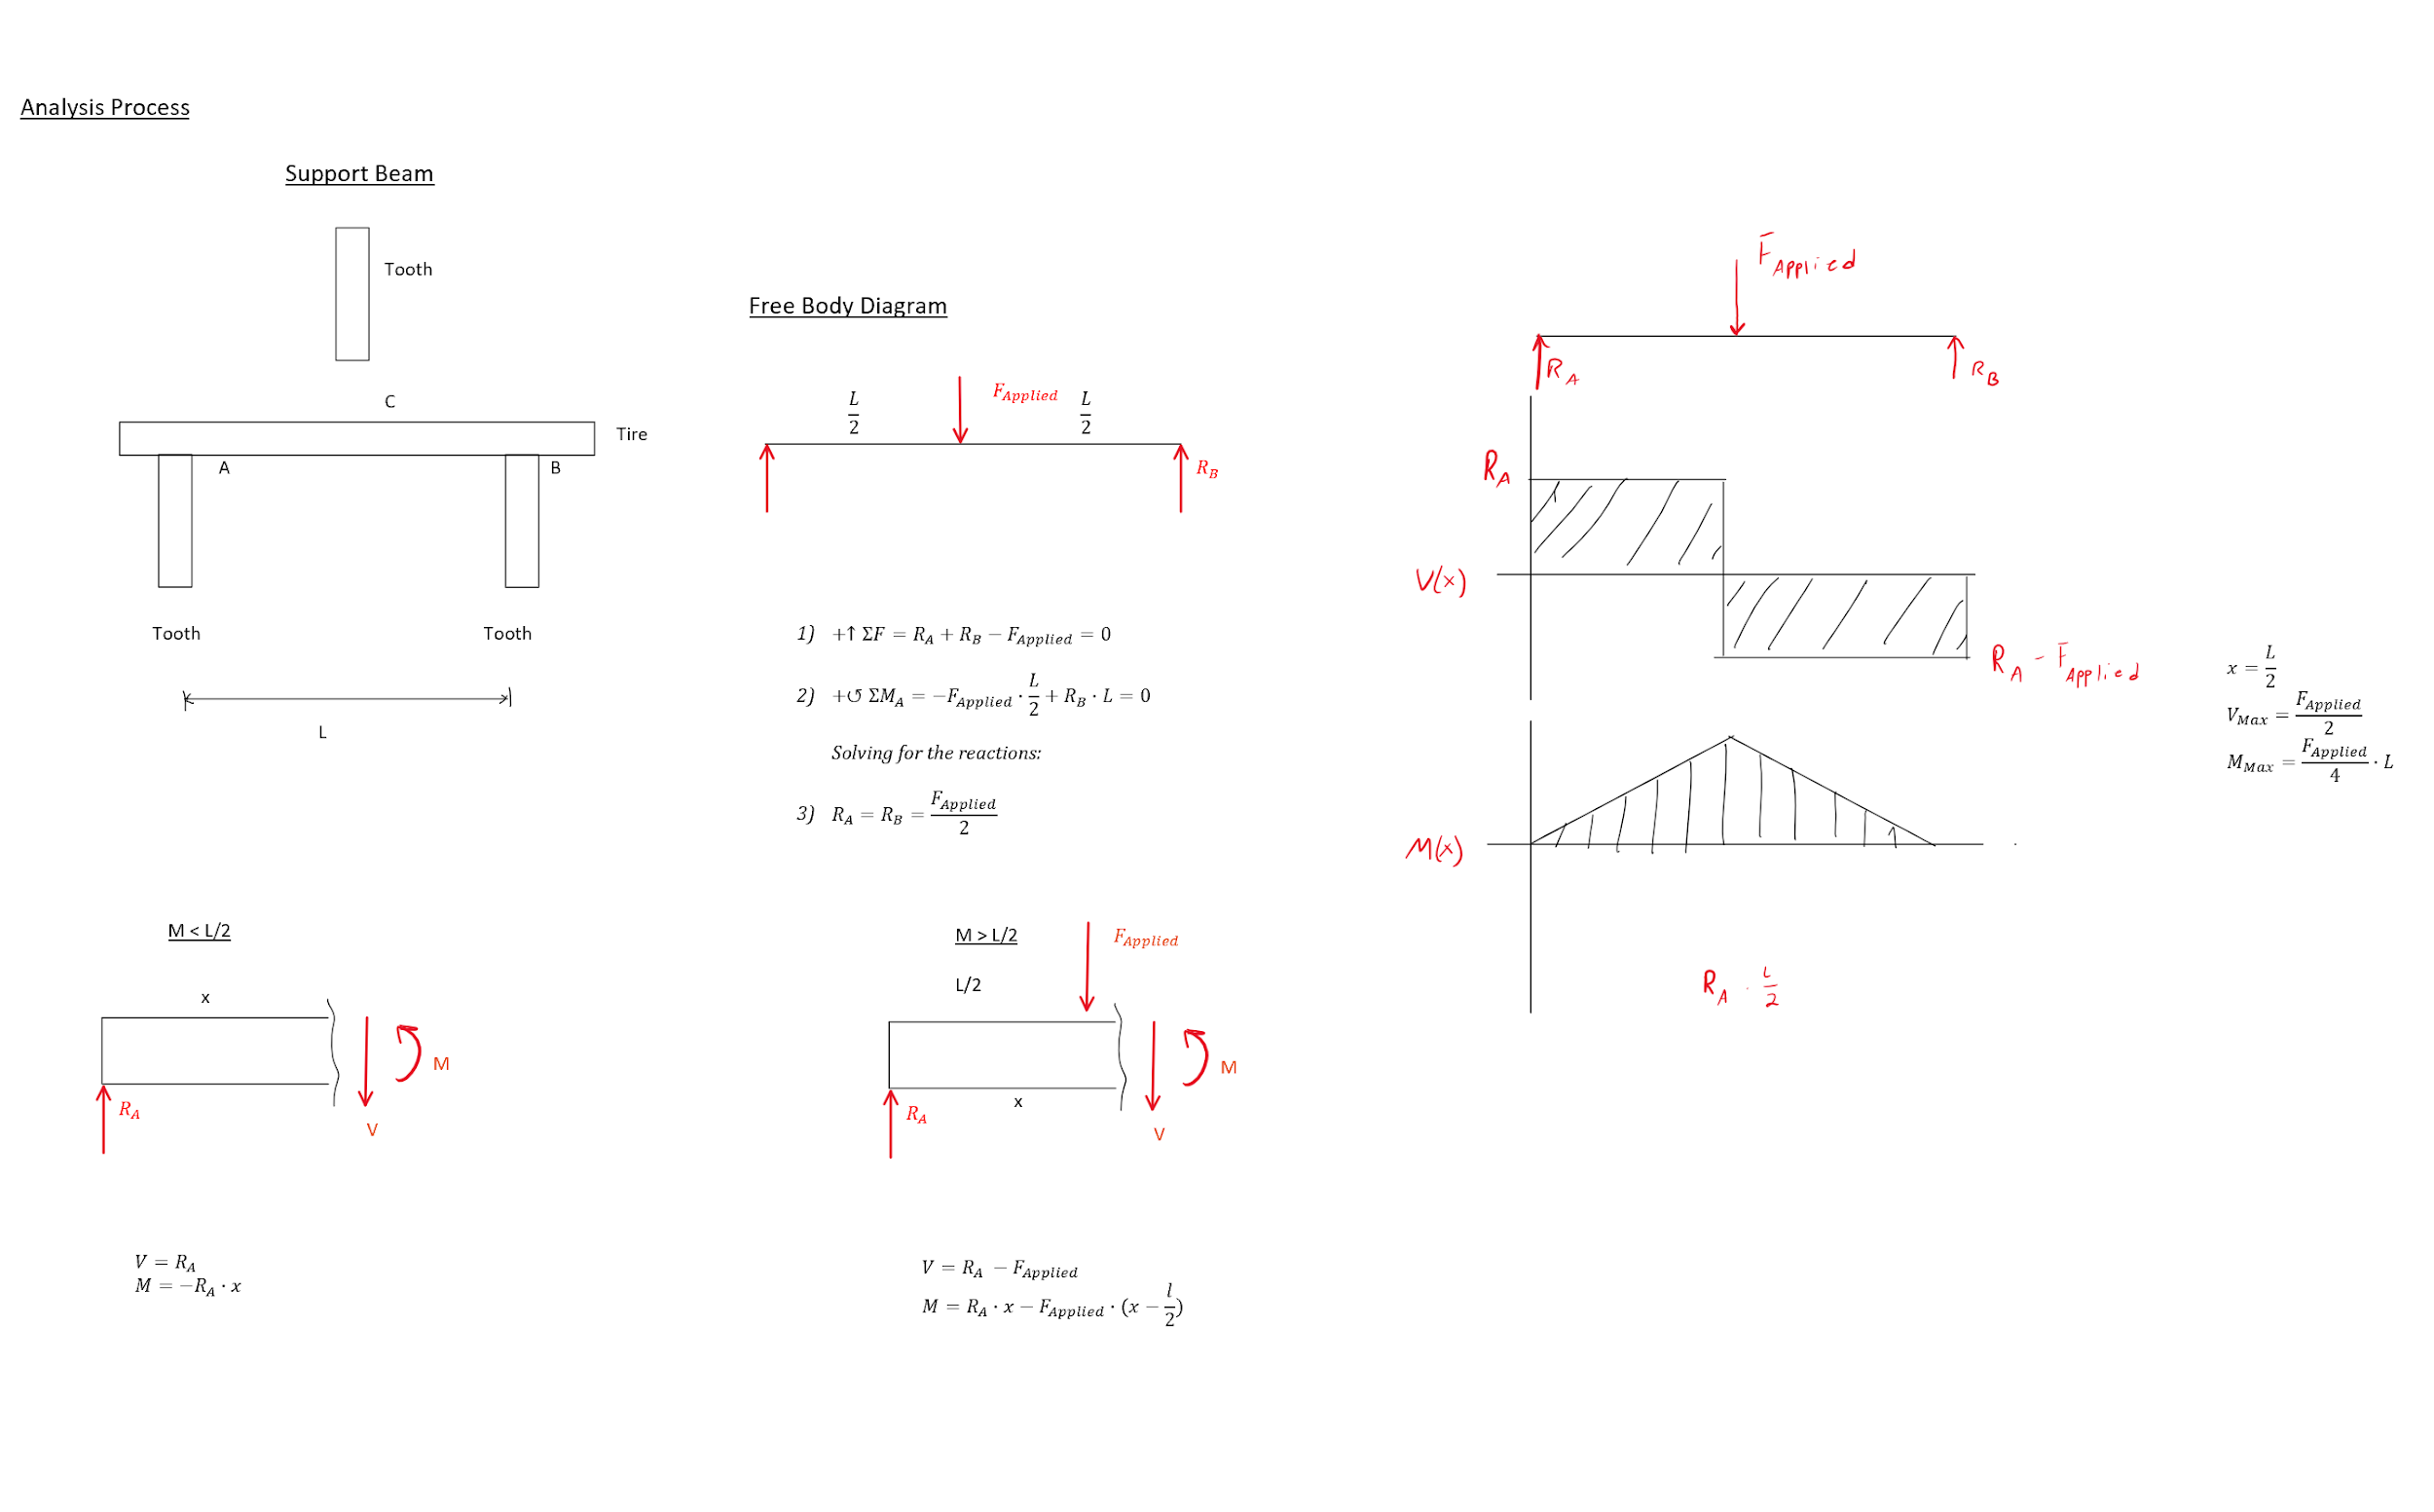 Analysis Process
Support Beam
Tooth
C
Tire
A
B
Tooth
Tooth
L
Free Body Diagram
L/2
F_Applied
L/2
R_B
1) +↑ ΣF = R_A + R_B − F_Applied = 0
2) +↺ ΣM_A = −F_Applied · L/2 + R_B · L = 0
Solving for the reactions:
3) R_A = R_B = F_Applied/2
M < L/2
x
M
R_A
V
V = R_A
M = −R_A · x
M > L/2
F_Applied
L/2
M
x
R_A
V
V = R_A − F_Applied
M = R_A · x − F_Applied · (x − l/2)
F_Applied
R_A
R_B
R_A
V(x)
R_A - F_Applied
M(x)
R_A · L/2
x = L/2
V_Max = F_Applied/2
M_Max = F_Applied/4 · L